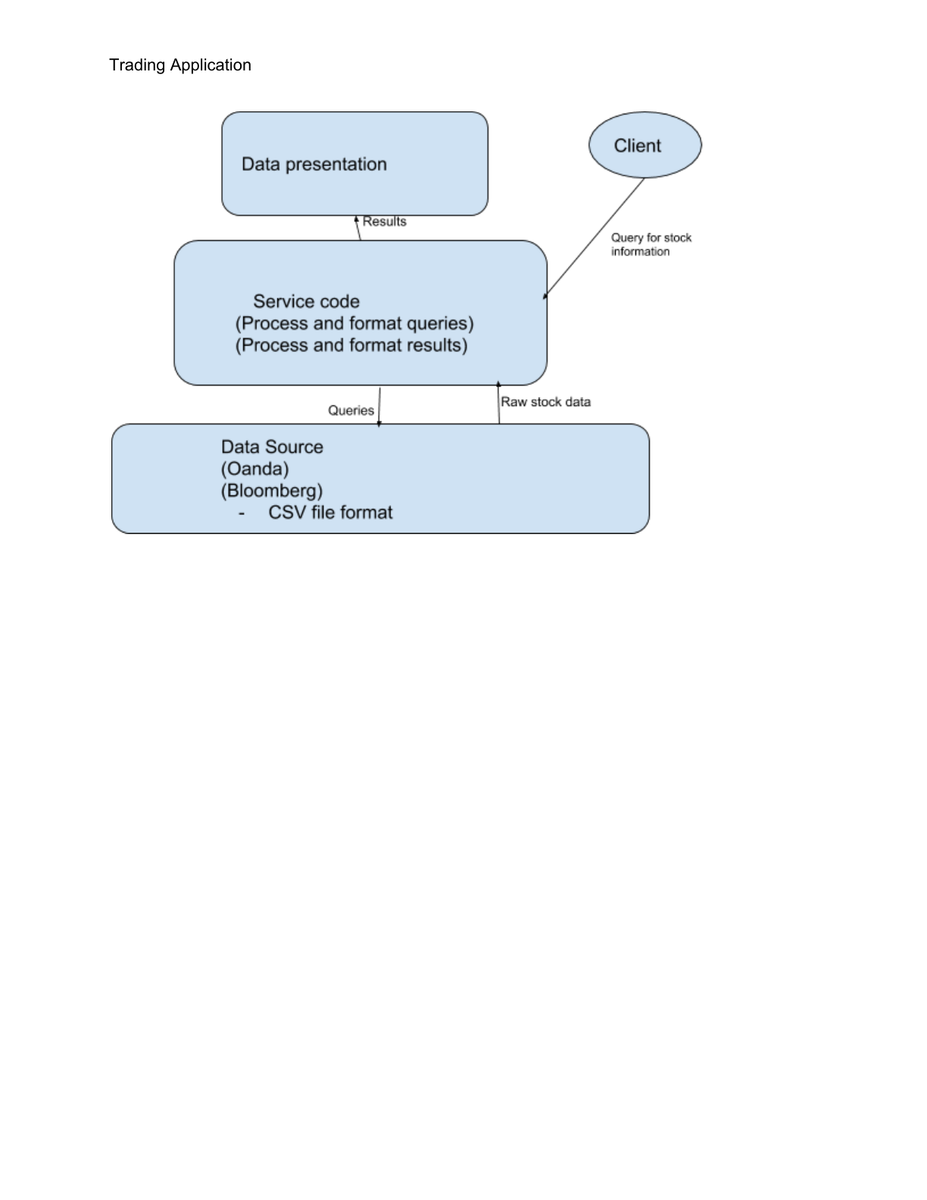 Trading Application
Data presentation
Client
Results
Query for stock
information
Service code
(Process and format queries)
(Process and format results)
Queries
Raw stock data
Data Source
(Oanda)
(Bloomberg)
- CSV file format